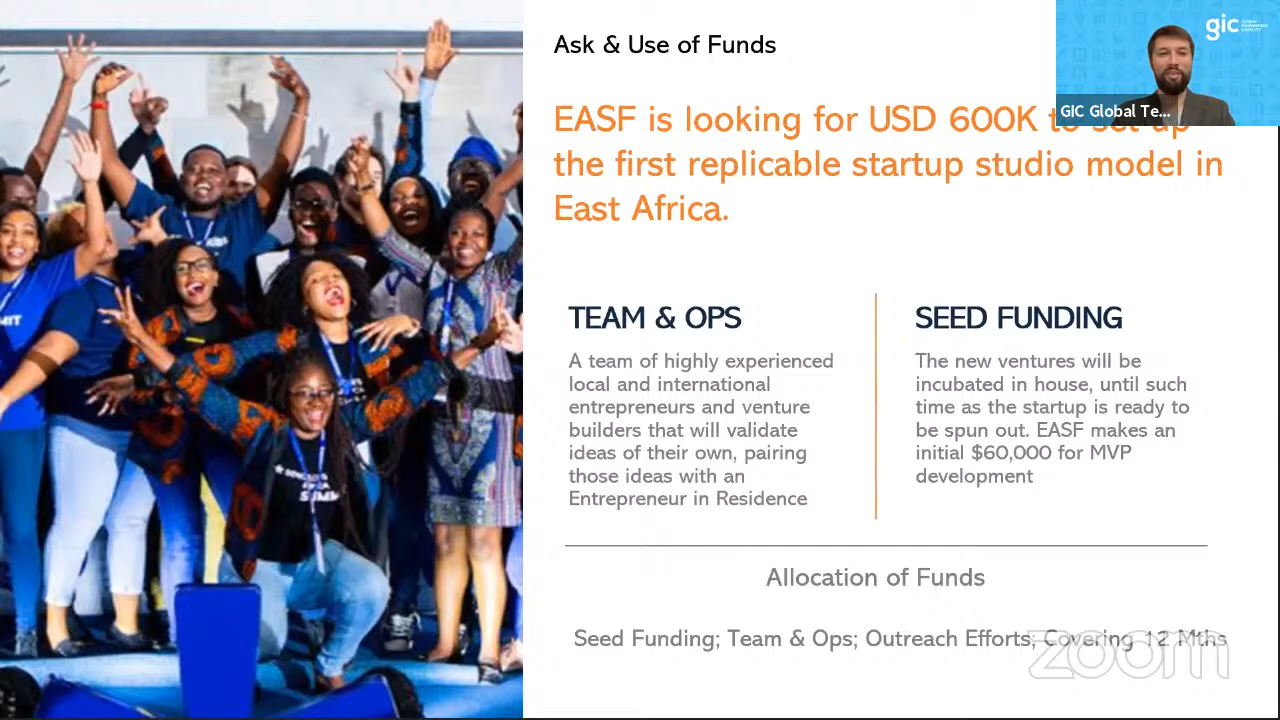 Ask & Use of Funds
gic
GIC Global Te...
EASF is looking for USD 600K to set up
the first replicable startup studio model in
East Africa.
TEAM & OPS
A team of highly experienced
local and international
entrepreneurs and venture
builders that will validate
ideas of their own, pairing
those ideas with an
Entrepreneur in Residence
SEED FUNDING
The new ventures will be
incubated in house, until such
time as the startup is ready to
be spun out. EASF makes an
initial $60,000 for MVP
development
Allocation of Funds
Seed Funding; Team & Ops; Outreach Efforts; Covering 12 Mths
zoom
SUMMIT